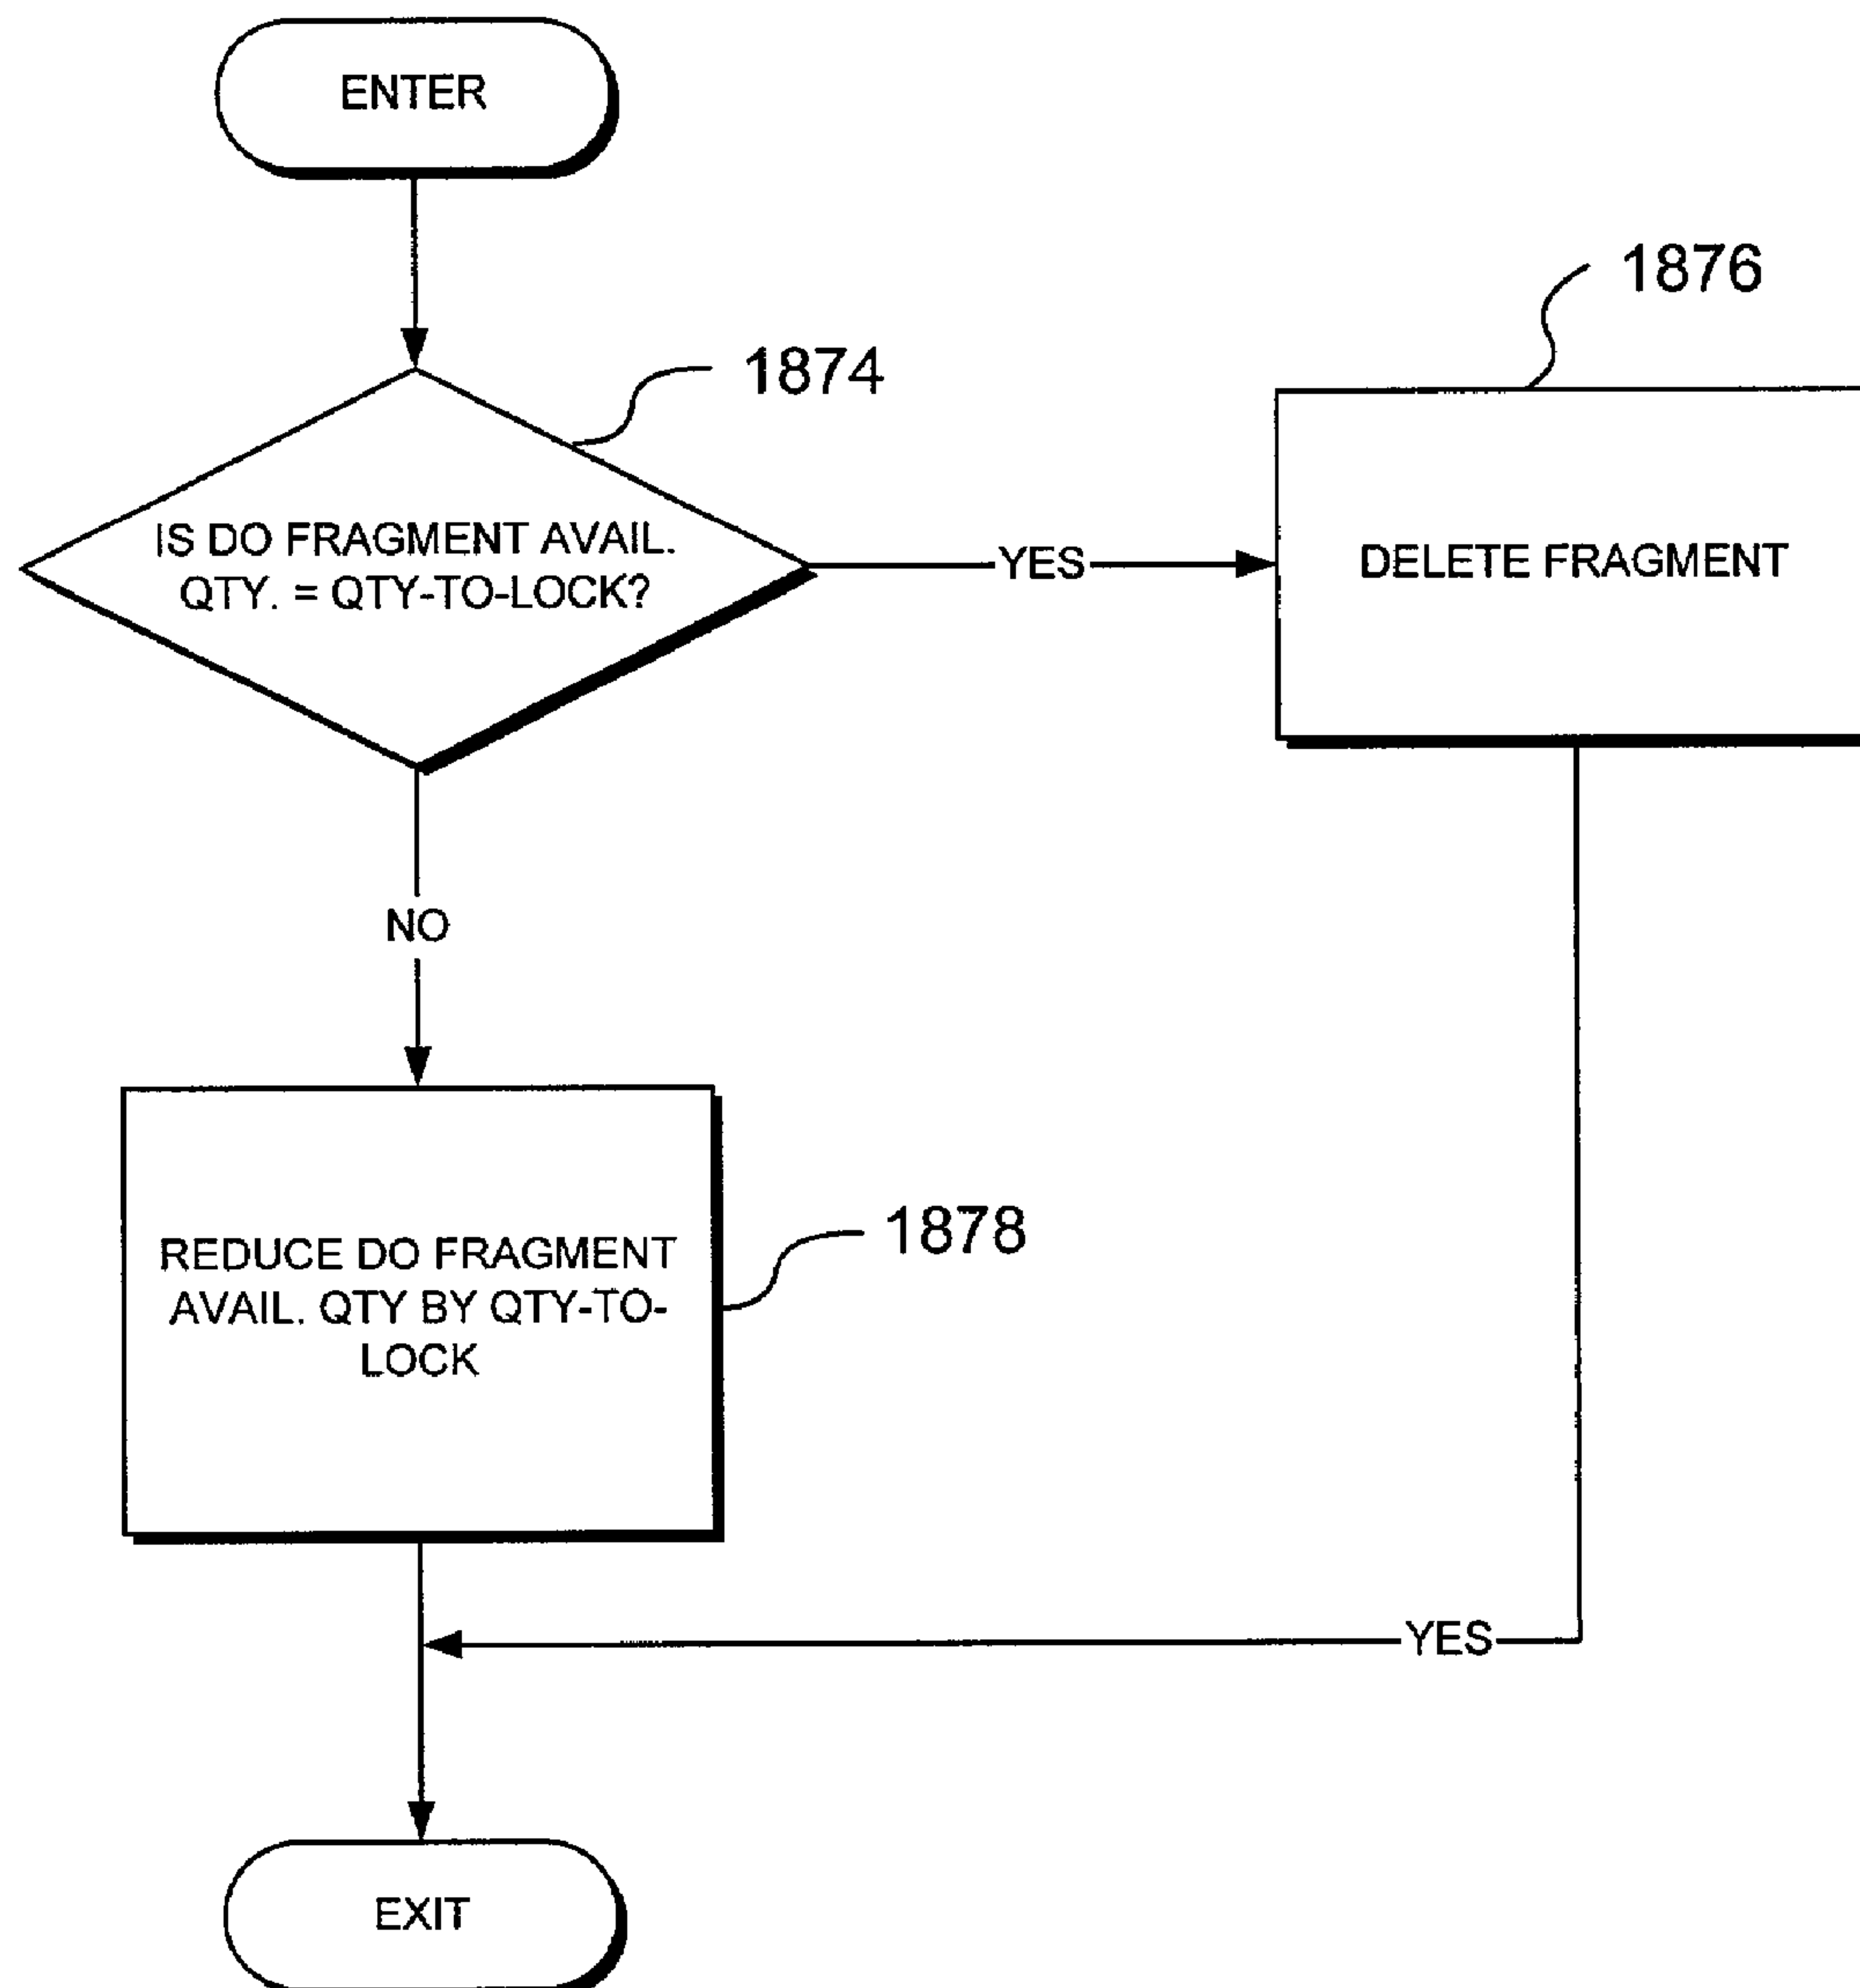 ENTER
1876
1874
IS DO FRAGMENT AVAIL.
QTY. = QTY-TO-LOCK?
YES
DELETE FRAGMENT
NO
REDUCE DO FRAGMENT
AVAIL. QTY BY QTY-TO-
LOCK
1878
YES
EXIT